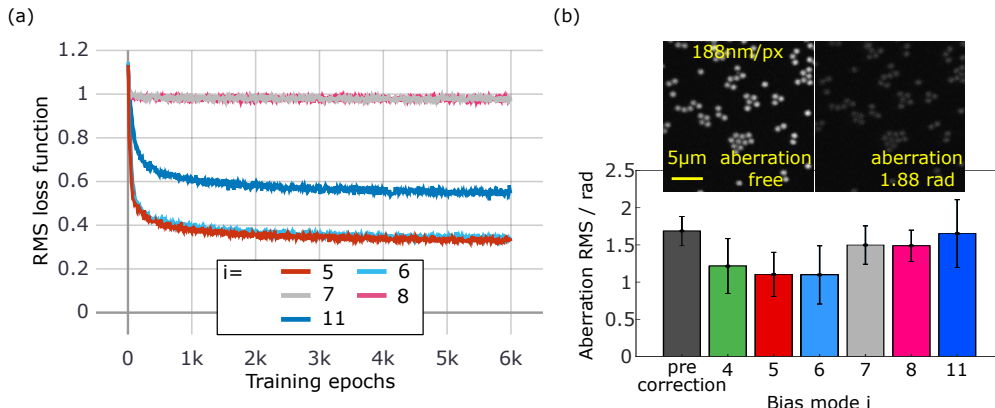 (a)
1.2
1
0.8
0.6
0.4
0.2
0
RMS loss function
i=
5
6
7
8
11
0
1k
2k
3k
4k
5k
6k
Training epochs
(b)
188nm/px
5μm
aberration
free
aberration
1.88 rad
2.5
2
1.5
1
0.5
0
Aberration RMS / rad
pre
correction
4
5
6
7
8
11
Bias mode i